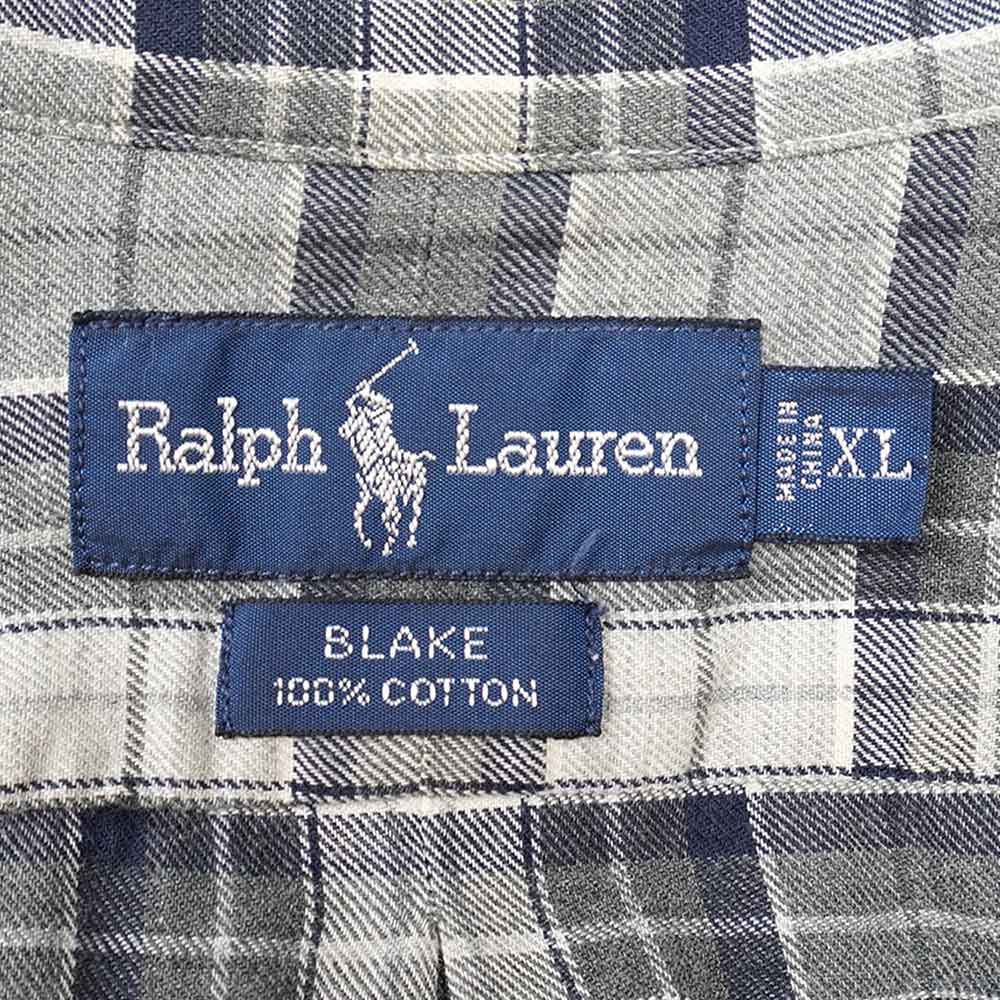 Ralph Lauren
MADE IN
CHINA
XL
BLAKE
100% COTTON